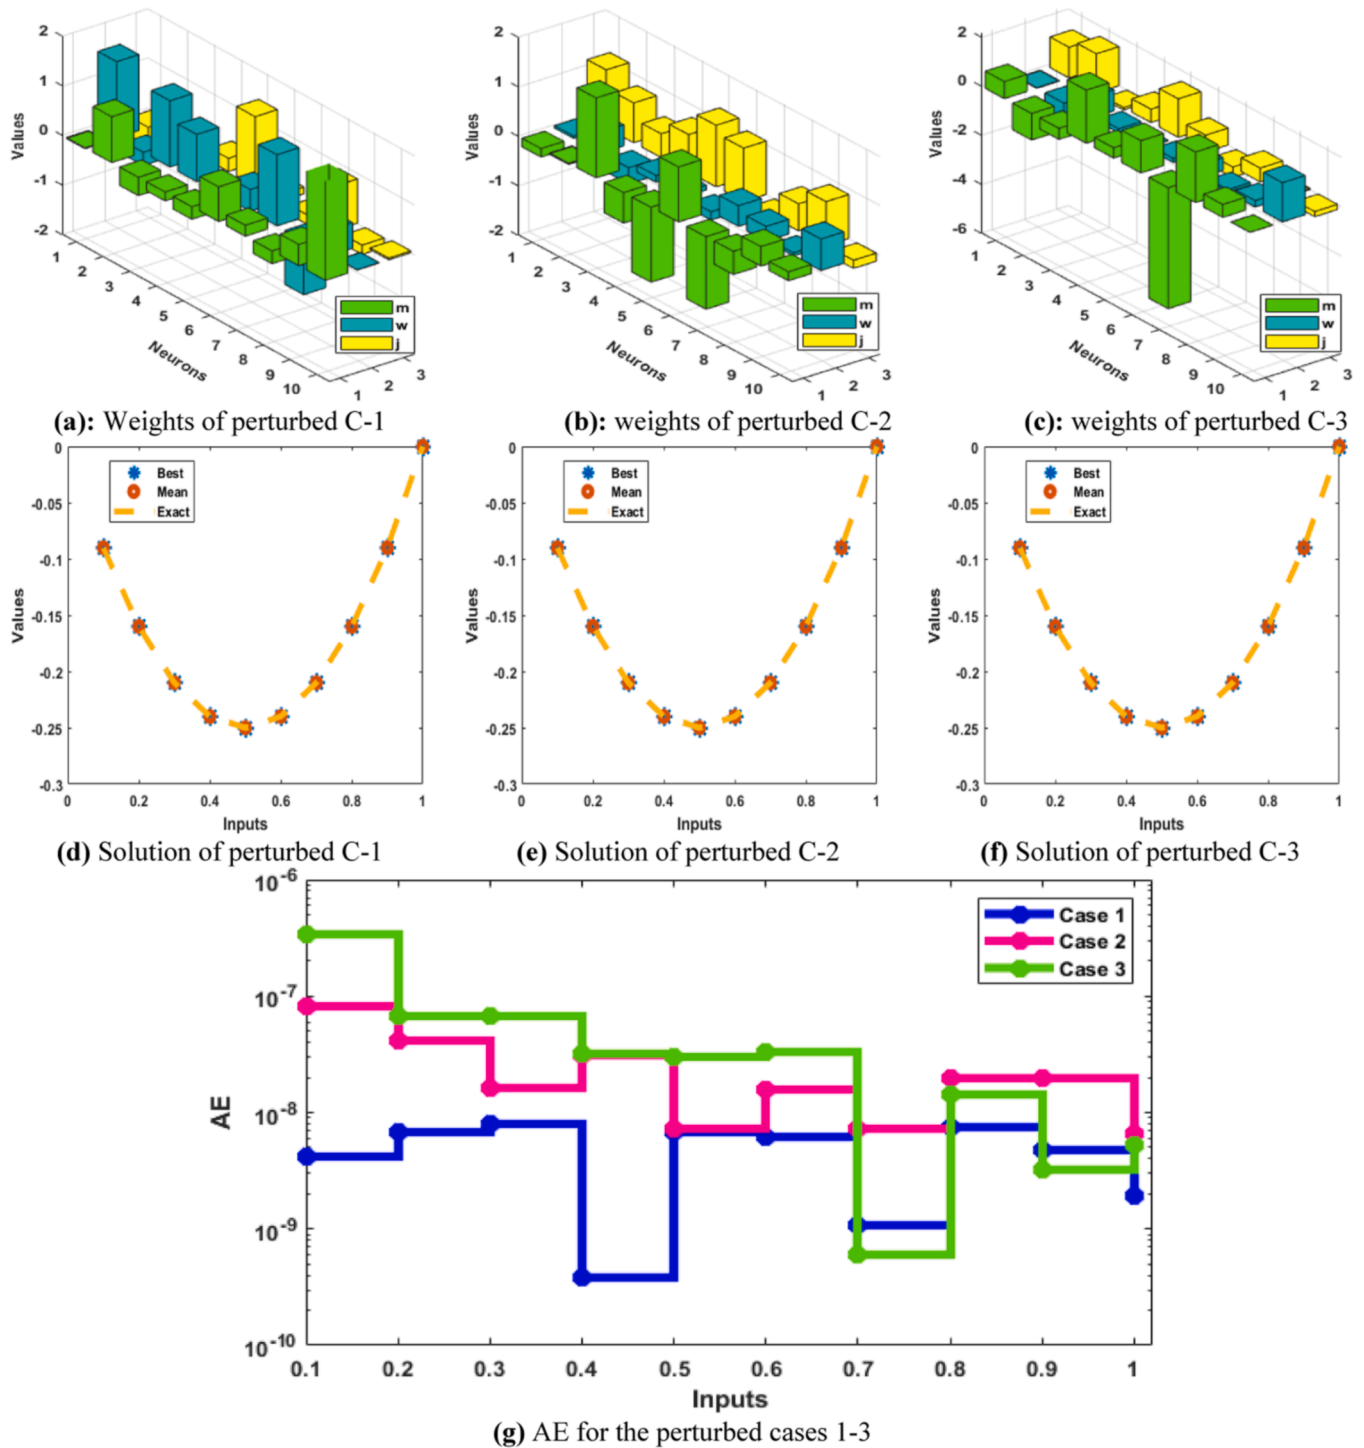 2
1
0
-1
-2
Values
1
2
3
4
5
6
7
8
9
10
Neurons
1
2
3
m
w
j
(a): Weights of perturbed C-1
2
1
0
-1
-2
Values
1
2
3
4
5
6
7
8
9
10
Neurons
1
2
3
m
w
j
(b): weights of perturbed C-2
2
0
-2
-4
-6
Values
1
2
3
4
5
6
7
8
9
10
Neurons
1
2
3
m
w
j
(c): weights of perturbed C-3
0
-0.05
-0.1
-0.15
-0.2
-0.25
-0.3
Values
Best
Mean
Exact
0 0.2 0.4 0.6 0.8 1
Inputs
(d) Solution of perturbed C-1
0
-0.05
-0.1
-0.15
-0.2
-0.25
-0.3
Values
Best
Mean
Exact
0 0.2 0.4 0.6 0.8 1
Inputs
(e) Solution of perturbed C-2
0
-0.05
-0.1
-0.15
-0.2
-0.25
-0.3
Values
Best
Mean
Exact
0 0.2 0.4 0.6 0.8 1
Inputs
(f) Solution of perturbed C-3
10-6
10-7
10-8
10-9
10-10
AE
Case 1
Case 2
Case 3
0.1 0.2 0.3 0.4 0.5 0.6 0.7 0.8 0.9 1
Inputs
(g) AE for the perturbed cases 1-3